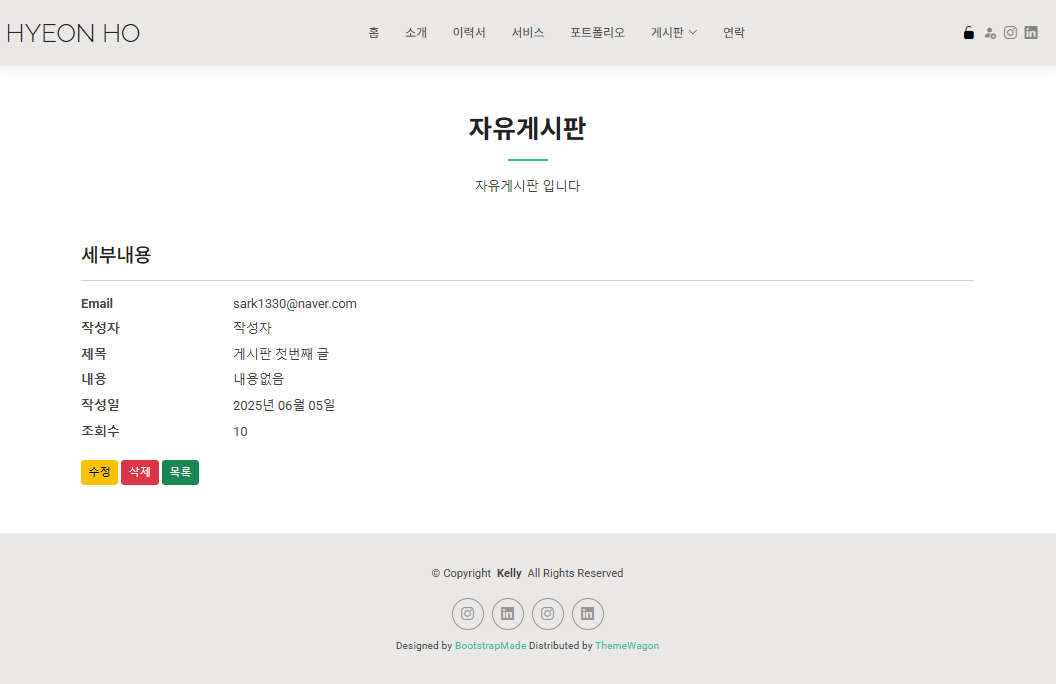 HYEON HO
홈 소개 이력서 서비스 포트폴리오 게시판 연락
자유게시판
자유게시판 입니다
세부내용
Email sark1330@naver.com
작성자 작성자
제목 게시판 첫번째 글
내용 내용없음
작성일 2025년 06월 05일
조회수 10
수정 삭제 목록
© Copyright Kelly All Rights Reserved
Designed by BootstrapMade Distributed by ThemeWagon